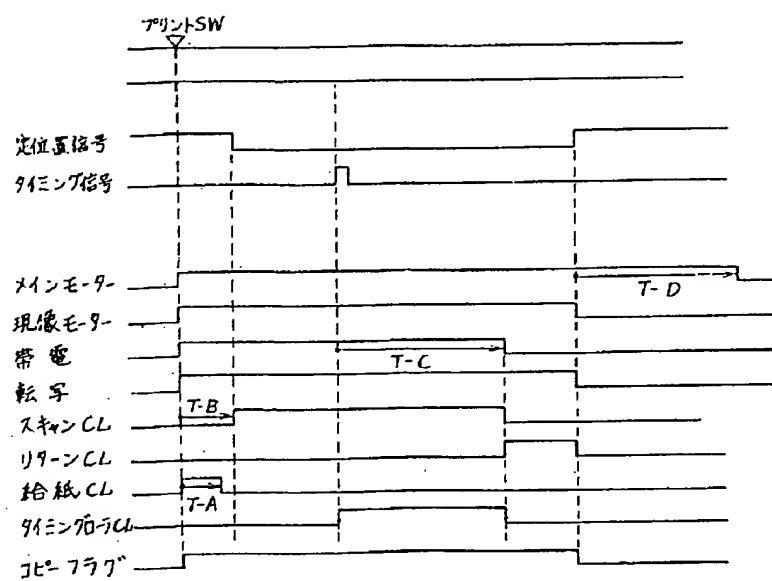 プリントSW
定位置信号
タイミング信号
メインモーター
T-D
現像モーター
帯電
T-C
転写
T-B
スキャンCL
リターンCL
給紙CL
T-A
タイミングローラCL
コピーフラグ